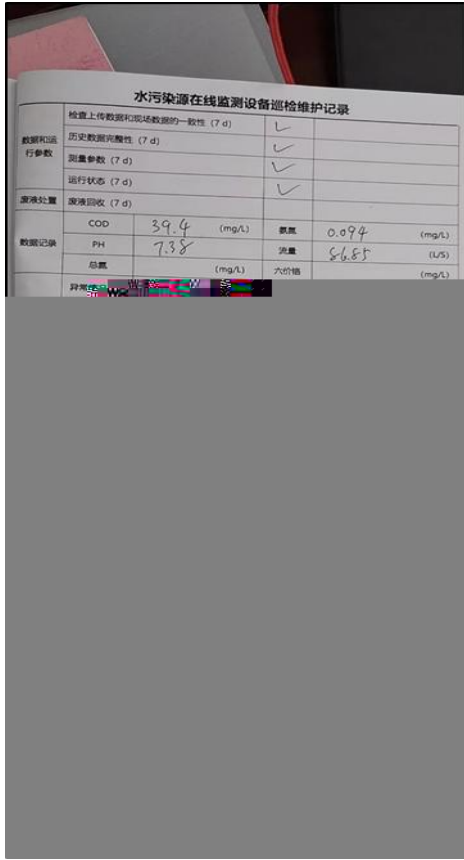 水污染源在线监测设备巡检维护记录
数据和运行参数
检查上传数据和现场数据的一致性 (7 d) ✓
历史数据完整性 (7 d) ✓
测量参数 (7 d) ✓
运行状态 (7 d) ✓
废液处置 废液回收 (7 d)
数据记录
COD 39.4 (mg/L) 氨氮 0.094 (mg/L)
PH 7.38 流量 86.85 (L/S)
总氮 (mg/L) 六价铬 (mg/L)
异常